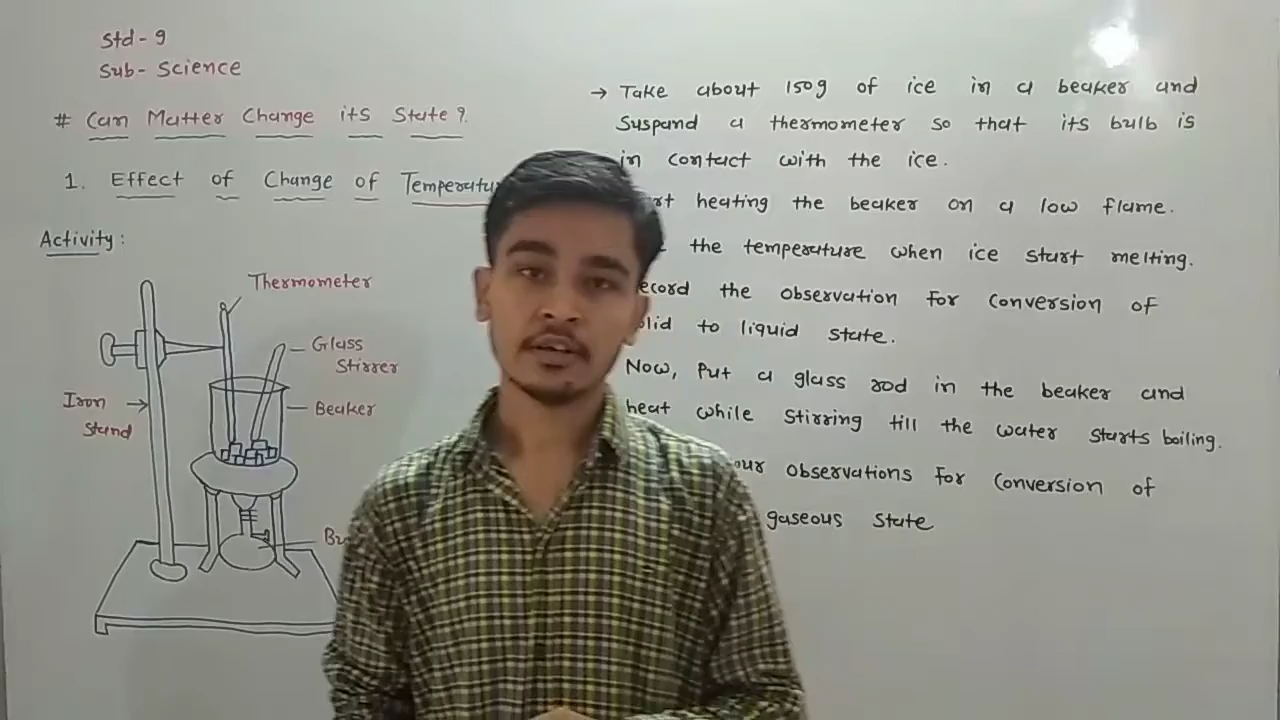 Std- 9
Sub- Science
# Can Matter Change its State ?
1. Effect of Change of Temperatu
Activity:
Thermometer
Glass
Stirrer
Iron
Stand
Beaker
→ Take about 150g of ice in a beaker and
Suspand a thermometer so that its bulb is
in contact with the ice.
heating the beaker on a low flame.
the temperature when ice start melting.
ecord the observation for conversion of
lid to liquid state.
Now, Put a glass rod in the beaker and
heat while Stirring till the water starts boiling.
our observations for conversion of
gaseous state